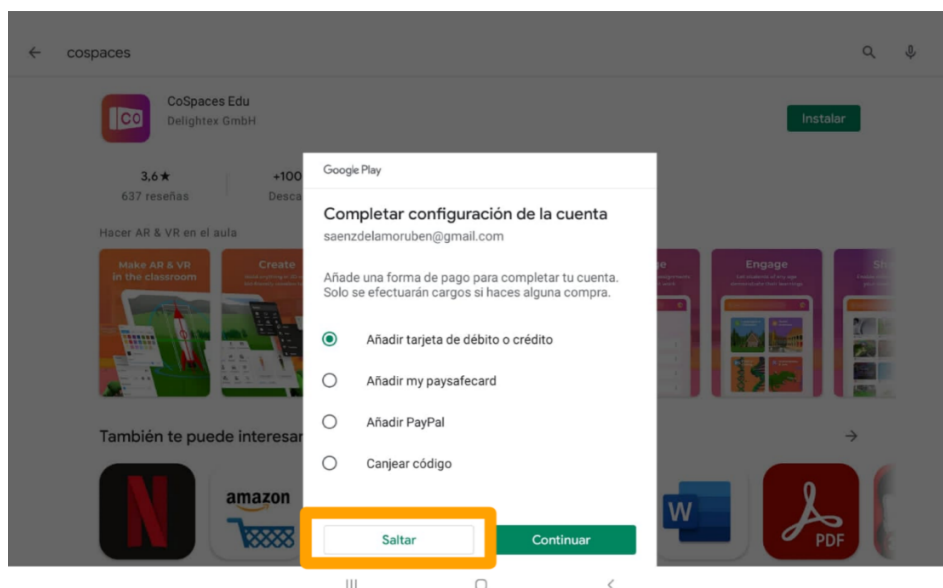 cospaces
CO
CoSpaces Edu
Delightex GmbH
Instalar
3,6★
637 reseñas
+100
Desca
Hacer AR & VR en el aula
Make AR & VR
in the classroom
Create
Engage
Sh
Google Play
Completar configuración de la cuenta
saenzdelamoruben@gmail.com
Añade una forma de pago para completar tu cuenta.
Solo se efectuarán cargos si haces alguna compra.
Añadir tarjeta de débito o crédito
Añadir my paysafecard
Añadir PayPal
Canjear código
Saltar
Continuar
También te puede interesar
N
amazon
W
PDF